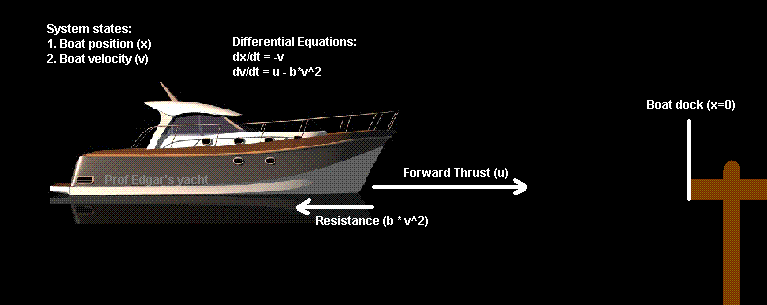 System states:
1. Boat position (x)
2. Boat velocity (v)
Differential Equations:
dx/dt = -v
dv/dt = u - b*v^2
Boat dock (x=0)
Forward Thrust (u)
Prof Edgar's yacht
Resistance (b * v^2)